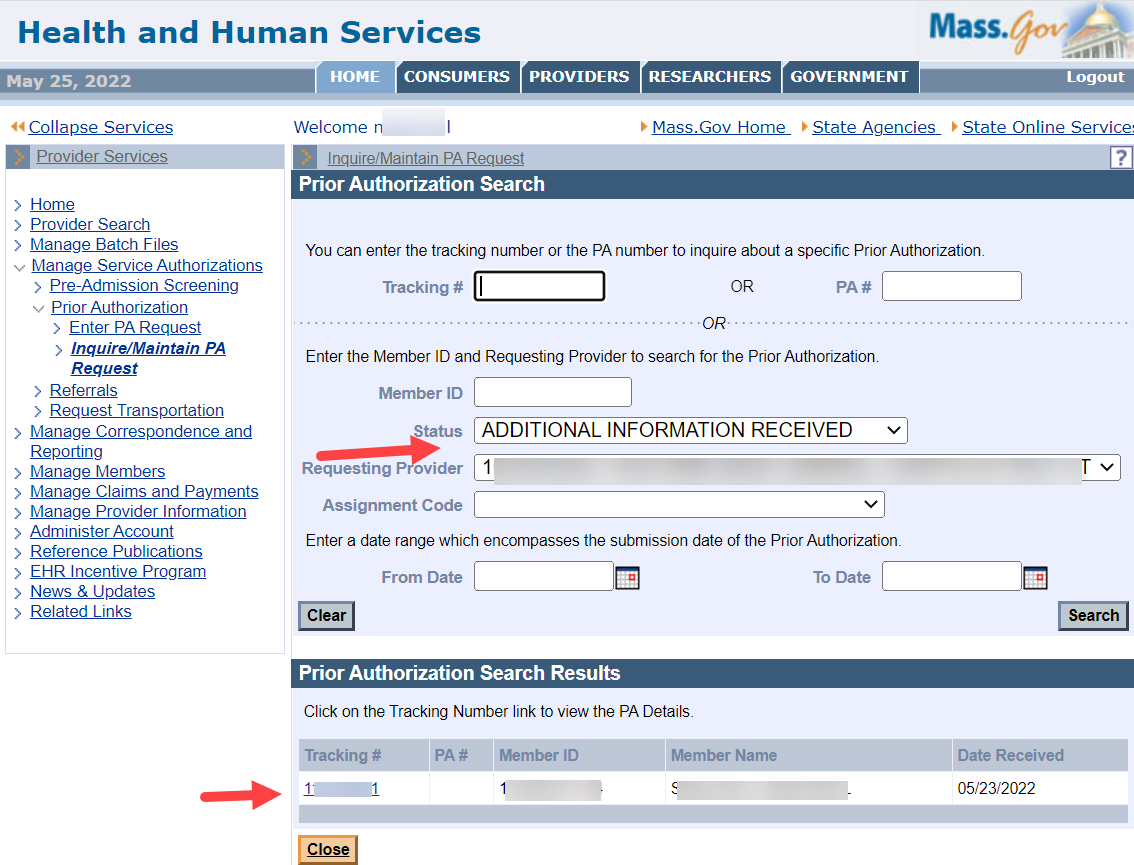 Health and Human Services
Mass.Gov
May 25, 2022
HOME CONSUMERS PROVIDERS RESEARCHERS GOVERNMENT
Logout
Collapse Services
Welcome
Mass.Gov Home State Agencies State Online Services
Provider Services
Home
Provider Search
Manage Batch Files
Manage Service Authorizations
Pre-Admission Screening
Prior Authorization
Enter PA Request
Inquire/Maintain PA
Request
Referrals
Request Transportation
Manage Correspondence and
Reporting
Manage Members
Manage Claims and Payments
Manage Provider Information
Administer Account
Reference Publications
EHR Incentive Program
News & Updates
Related Links
Inquire/Maintain PA Request
?
Prior Authorization Search
You can enter the tracking number or the PA number to inquire about a specific Prior Authorization.
Tracking # OR PA #
OR
Enter the Member ID and Requesting Provider to search for the Prior Authorization.
Member ID
Status ADDITIONAL INFORMATION RECEIVED
Requesting Provider
Assignment Code
Enter a date range which encompasses the submission date of the Prior Authorization.
From Date To Date
Clear Search
Prior Authorization Search Results
Click on the Tracking Number link to view the PA Details.
Tracking # PA # Member ID Member Name Date Received
05/23/2022
Close